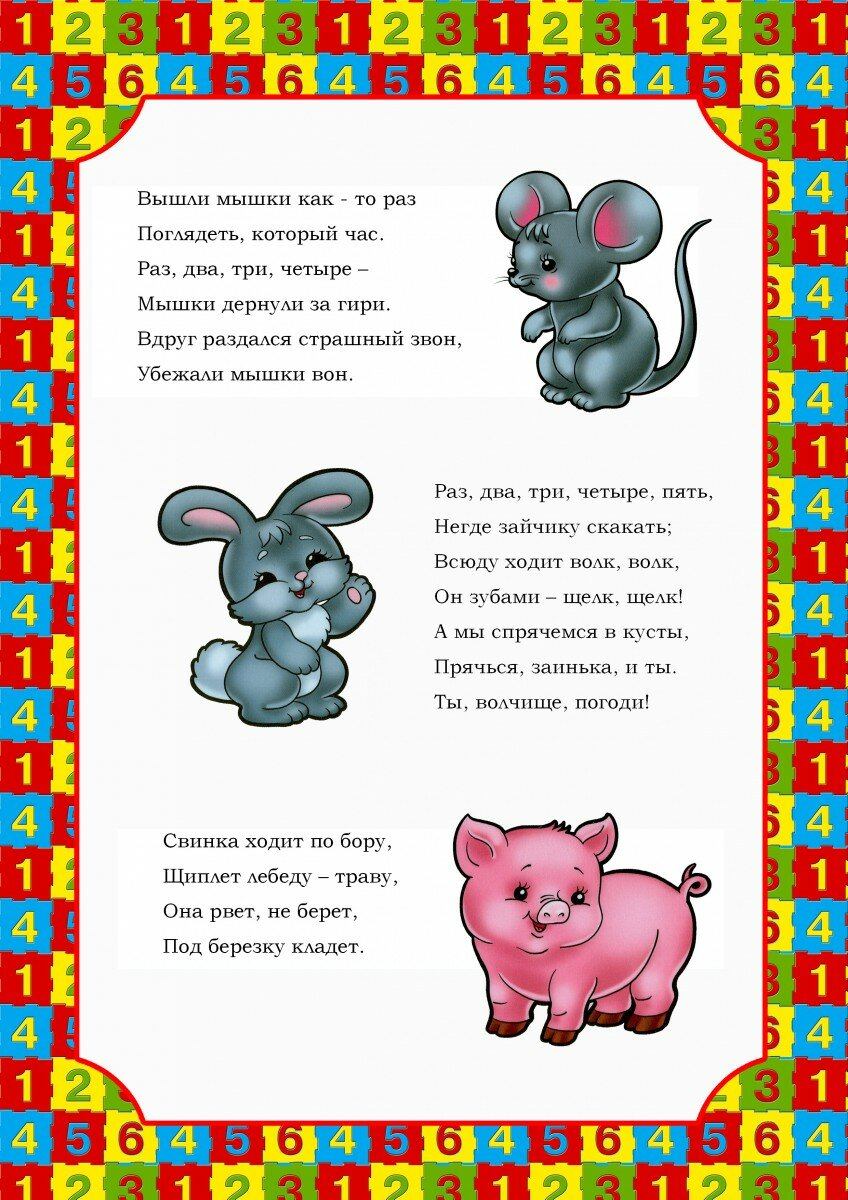 Вышли мышки как - то раз
Поглядеть, который час.
Раз, два, три, четыре –
Мышки дернули за гири.
Вдруг раздался страшный звон,
Убежали мышки вон.
Раз, два, три, четыре, пять,
Негде зайчику скакать;
Всюду ходит волк, волк,
Он зубами – щелк, щелк!
А мы спрячемся в кусты,
Прячься, заинька, и ты.
Ты, волчище, погоди!
Свинка ходит по бору,
Щиплет лебеду – траву,
Она рвет, не берет,
Под березку кладет.